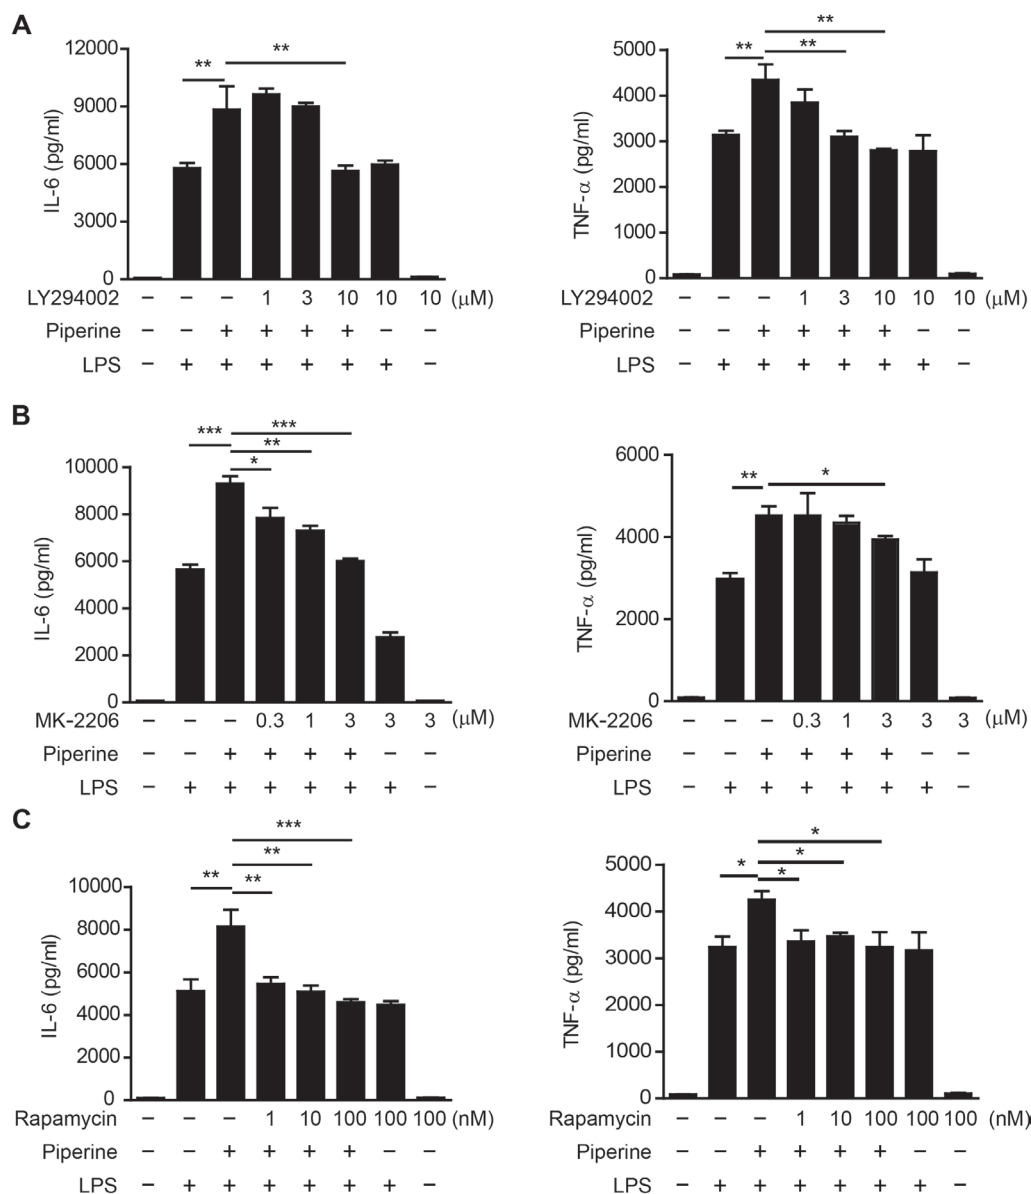 A
** ** ** ** **
12000 9000 6000 3000 0
IL-6 (pg/ml)
5000 4000 3000 2000 1000 0
TNF-α (pg/ml)
LY294002 – – – 1 3 10 10 10 (μM)
Piperine – – + + + + – –
LPS – + + + + + + –
LY294002 – – – 1 3 10 10 10 (μM)
Piperine – – + + + + – –
LPS – + + + + + + –
B
*** *** ** * ** *
10000 8000 6000 4000 2000 0
IL-6 (pg/ml)
6000 4000 2000 0
TNF-α (pg/ml)
MK-2206 – – – 0.3 1 3 3 3 (μM)
Piperine – – + + + + – –
LPS – + + + + + + –
MK-2206 – – – 0.3 1 3 3 3 (μM)
Piperine – – + + + + – –
LPS – + + + + + + –
C
** *** ** ** * * * *
10000 8000 6000 4000 2000 0
IL-6 (pg/ml)
5000 4000 3000 2000 1000 0
TNF-α (pg/ml)
Rapamycin – – – 1 10 100 100 100 (nM)
Piperine – – + + + + – –
LPS – + + + + + + –
Rapamycin – – – 1 10 100 100 100 (nM)
Piperine – – + + + + – –
LPS – + + + + + + –